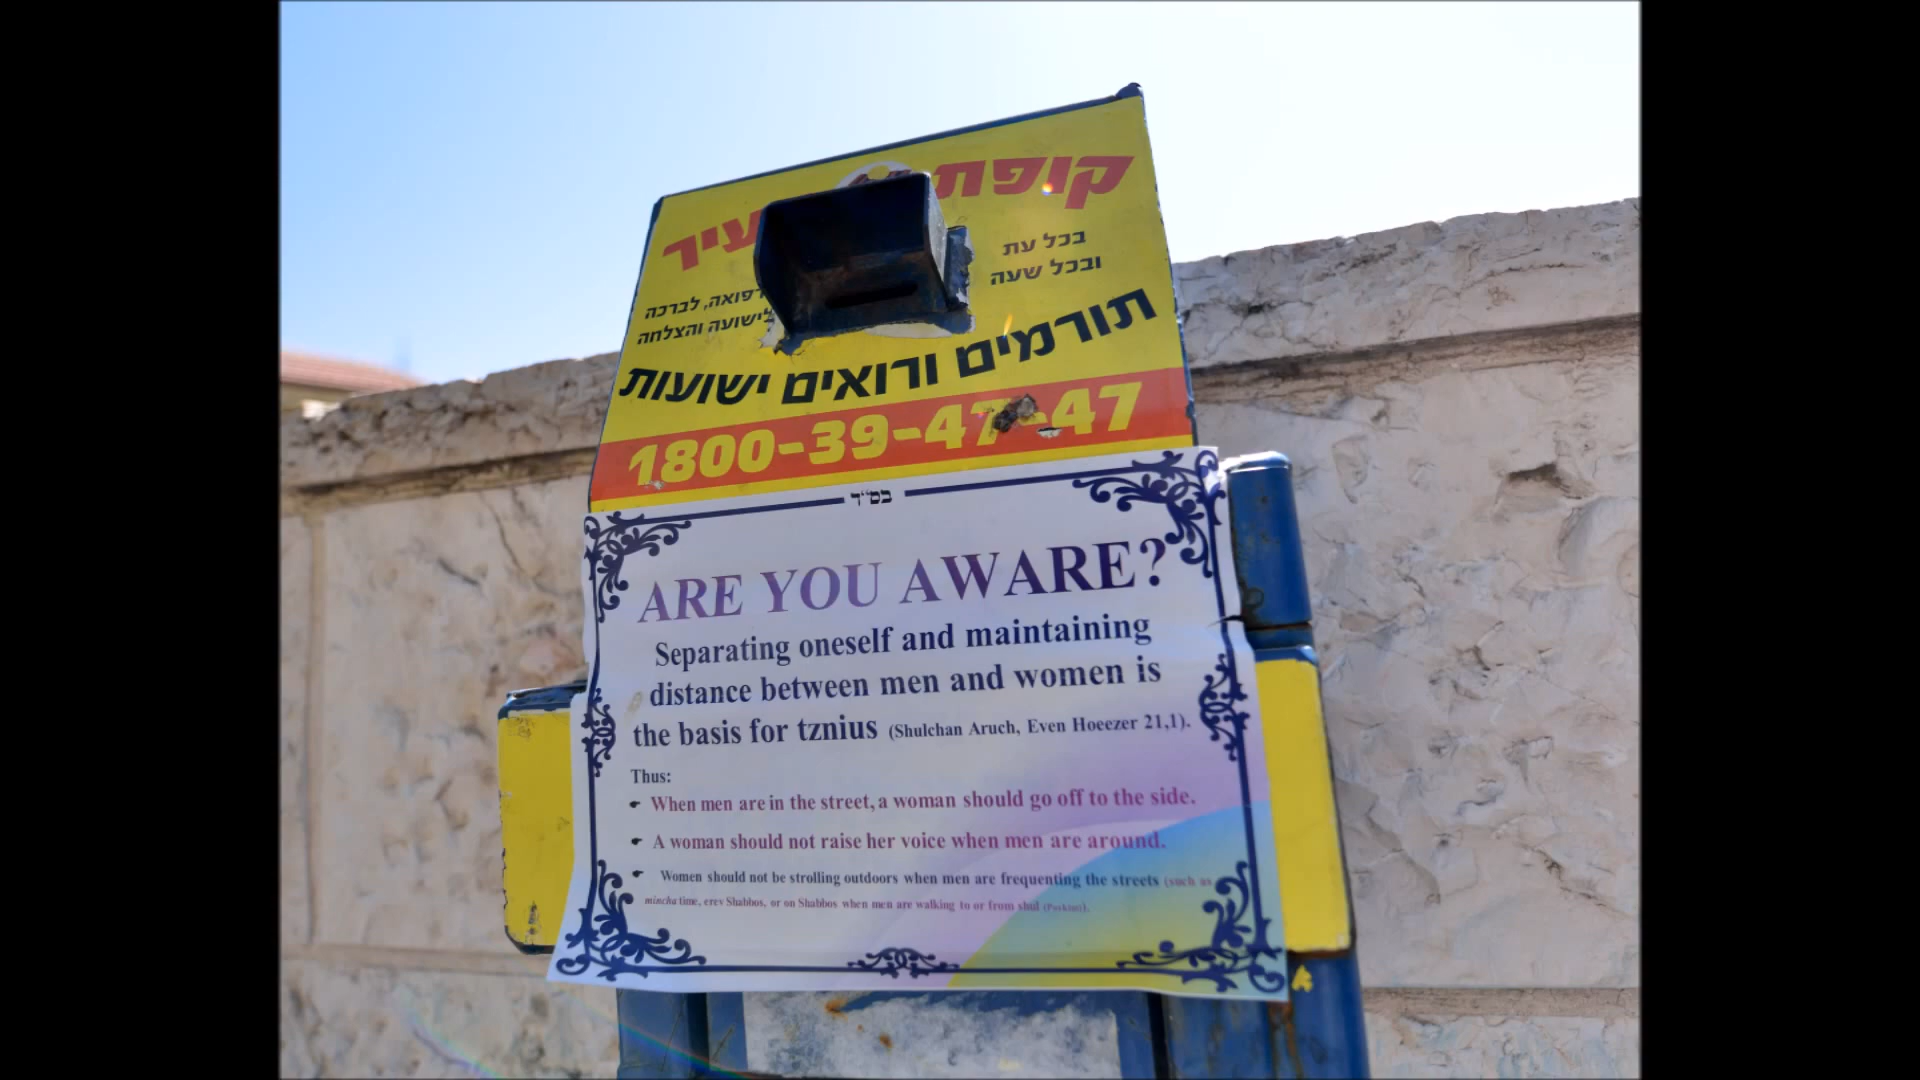 קופת
עיר
בכל עת
ובכל שעה
לברכה
לישועה והצלחה
תורמים ורואים ישועות
1800-39-47-47
בס"ד
ARE YOU AWARE?
Separating oneself and maintaining
distance between men and women is
the basis for tznius (Shulchan Aruch, Even Hoeezer 21,1).
Thus:
When men are in the street, a woman should go off to the side.
A woman should not raise her voice when men are around.
Women should not be strolling outdoors when men are frequenting the streets (such as
mincha time, erev Shabbos, or on Shabbos when men are walking to or from shul (Poskim)).